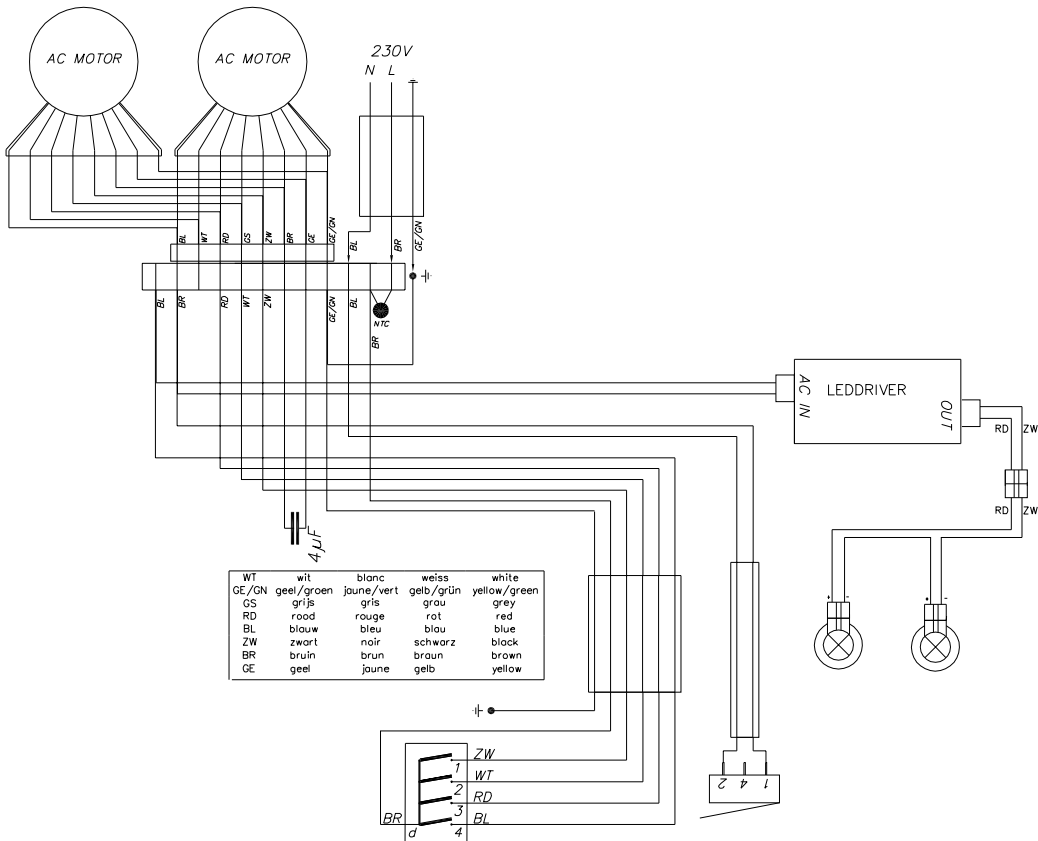 AC MOTOR
AC MOTOR
230V
N L
BL WT RD GS ZW BR GE GE/GN BL BR GE/GN
BL BR RD WT ZW GE/GN BL BR
NTC
AC IN
LEDDRIVER
OUT
RD ZW
RD ZW
4µF
WT wit blanc weiss white
GE/GN geel/groen jaune/vert gelb/grün yellow/green
GS grijs gris grau grey
RD rood rouge rot red
BL blauw bleu blau blue
ZW zwart noir schwarz black
BR bruin brun braun brown
GE geel jaune gelb yellow
+ - + -
ZW
1 WT
2 RD
3 BL
BR d 4
2 4 1